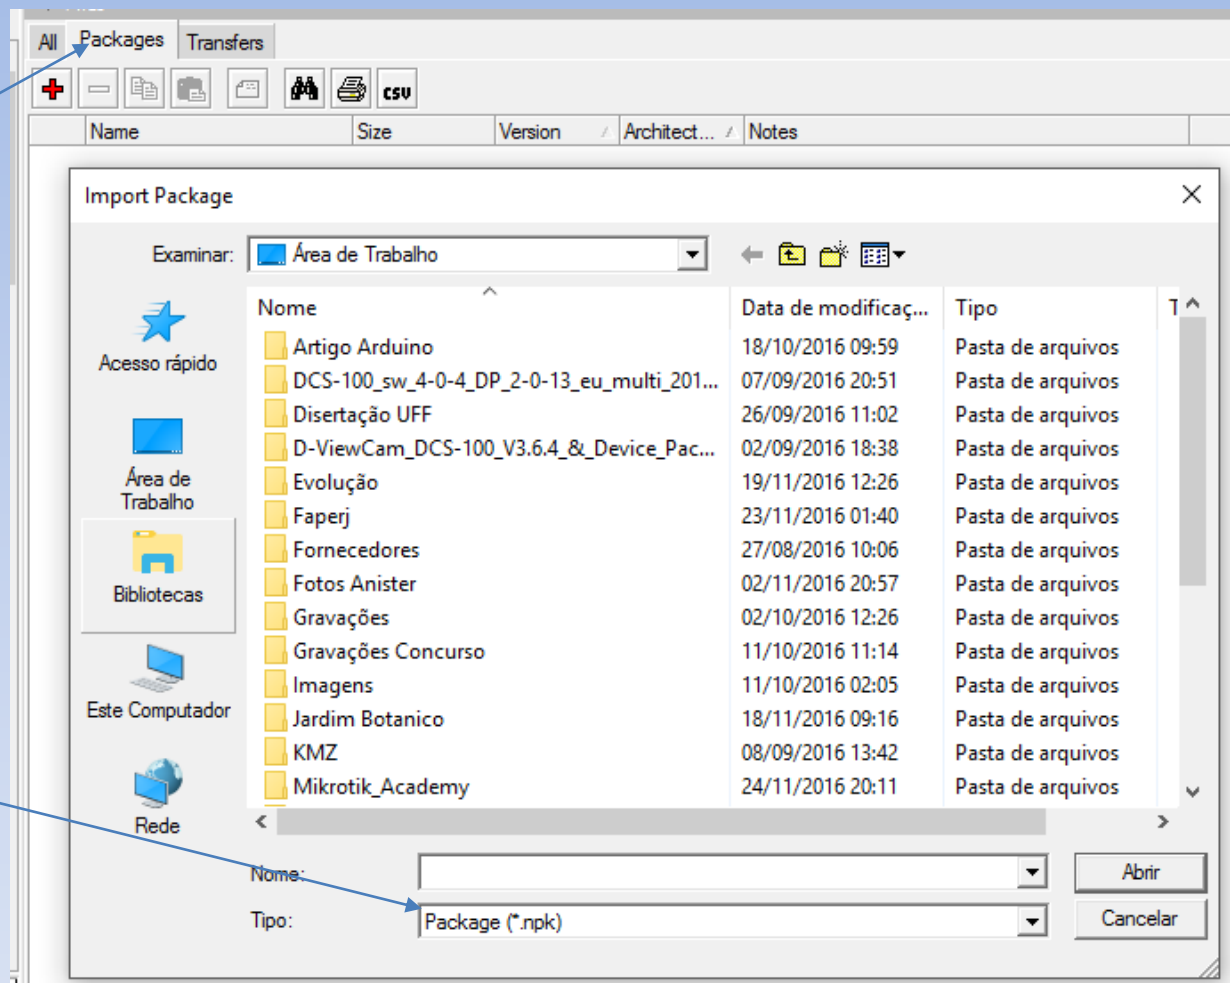 All Packages Transfers
csv
Name Size Version Architect... Notes
Import Package
Examinar: Área de Trabalho
Nome Data de modificaç... Tipo T
Acesso rápido
Área de
Trabalho
Bibliotecas
Este Computador
Rede
Artigo Arduino 18/10/2016 09:59 Pasta de arquivos
DCS-100_sw_4-0-4_DP_2-0-13_eu_multi_201... 07/09/2016 20:51 Pasta de arquivos
Disertação UFF 26/09/2016 11:02 Pasta de arquivos
D-ViewCam_DCS-100_V3.6.4_&_Device_Pac... 02/09/2016 18:38 Pasta de arquivos
Evolução 19/11/2016 12:26 Pasta de arquivos
Faperj 23/11/2016 01:40 Pasta de arquivos
Fornecedores 27/08/2016 10:06 Pasta de arquivos
Fotos Anister 02/11/2016 20:57 Pasta de arquivos
Gravações 02/10/2016 12:26 Pasta de arquivos
Gravações Concurso 11/10/2016 11:14 Pasta de arquivos
Imagens 11/10/2016 02:05 Pasta de arquivos
Jardim Botanico 18/11/2016 09:16 Pasta de arquivos
KMZ 08/09/2016 13:42 Pasta de arquivos
Mikrotik_Academy 24/11/2016 20:11 Pasta de arquivos
Nome: Abrir
Tipo: Package (*.npk) Cancelar